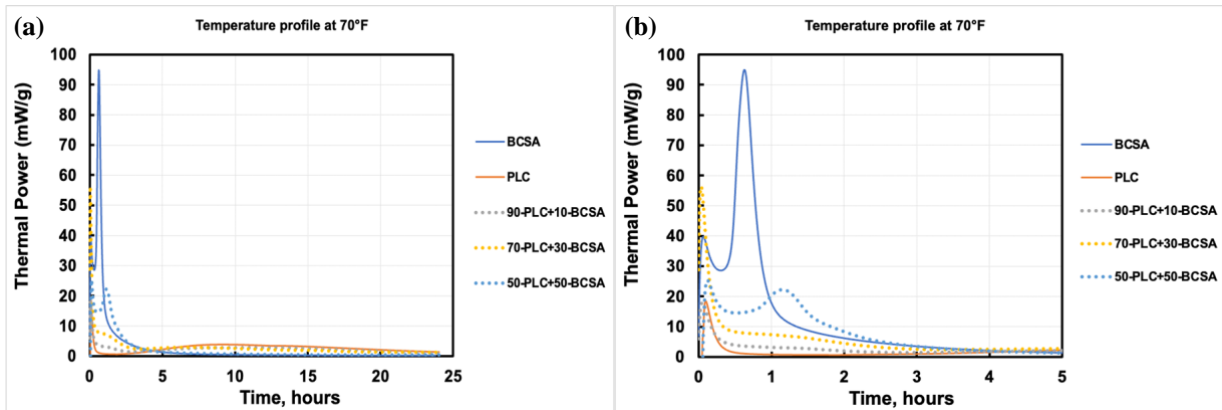 (a)
Temperature profile at 70°F
Thermal Power (mW/g)
100
90
80
70
60
50
40
30
20
10
0
0 5 10 15 20 25
Time, hours
BCSA
PLC
90-PLC+10-BCSA
70-PLC+30-BCSA
50-PLC+50-BCSA
(b)
Temperature profile at 70°F
Thermal Power (mW/g)
100
90
80
70
60
50
40
30
20
10
0
0 1 2 3 4 5
Time, hours
BCSA
PLC
90-PLC+10-BCSA
70-PLC+30-BCSA
50-PLC+50-BCSA